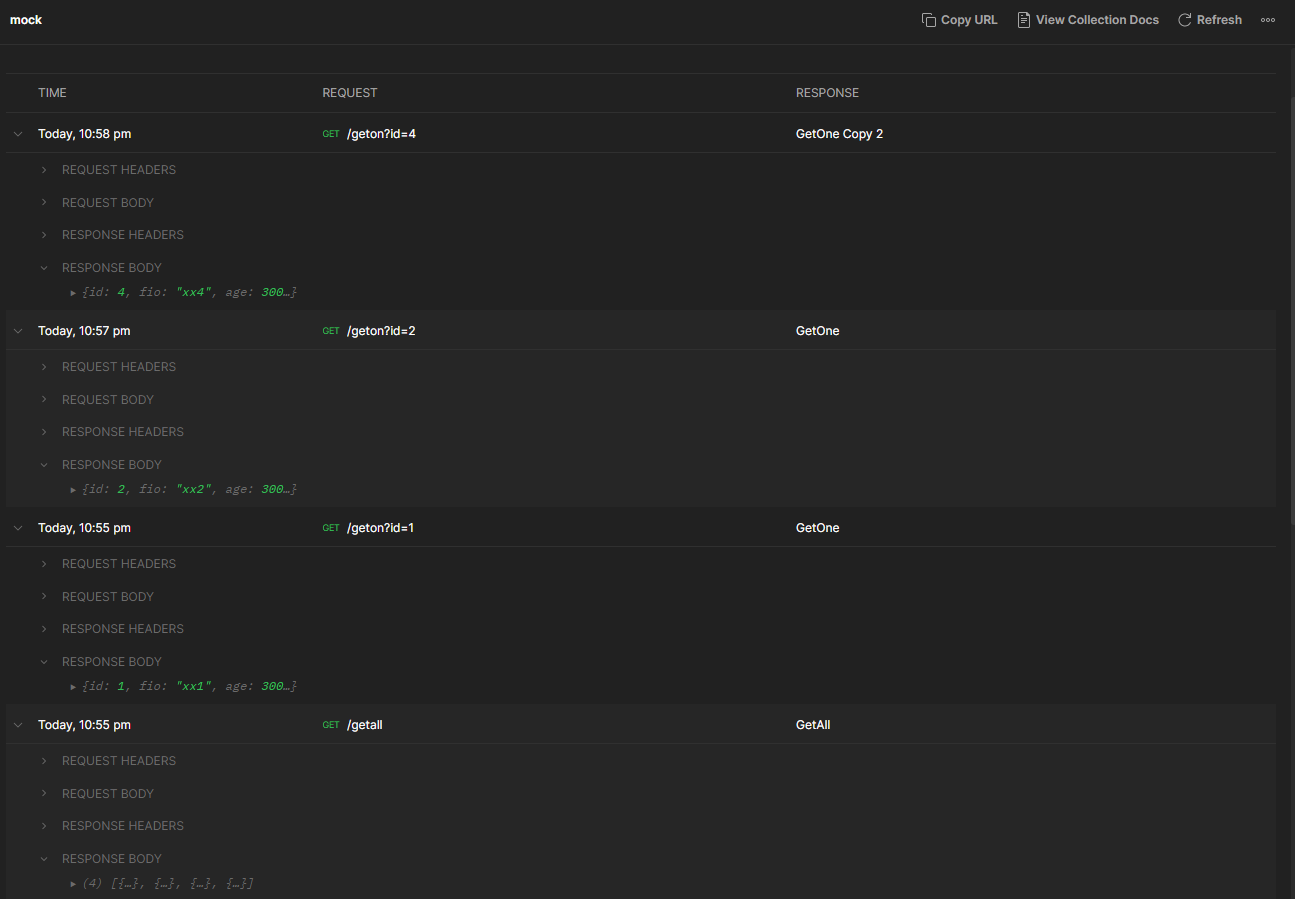 mock Copy URL View Collection Docs Refresh
TIME REQUEST RESPONSE
Today, 10:58 pm GET /geton?id=4 GetOne Copy 2
REQUEST HEADERS
REQUEST BODY
RESPONSE HEADERS
RESPONSE BODY
{id: 4, fio: "xx4", age: 300…}
Today, 10:57 pm GET /geton?id=2 GetOne
REQUEST HEADERS
REQUEST BODY
RESPONSE HEADERS
RESPONSE BODY
{id: 2, fio: "xx2", age: 300…}
Today, 10:55 pm GET /geton?id=1 GetOne
REQUEST HEADERS
REQUEST BODY
RESPONSE HEADERS
RESPONSE BODY
{id: 1, fio: "xx1", age: 300…}
Today, 10:55 pm GET /getall GetAll
REQUEST HEADERS
REQUEST BODY
RESPONSE HEADERS
RESPONSE BODY
(4) [{…}, {…}, {…}, {…}]